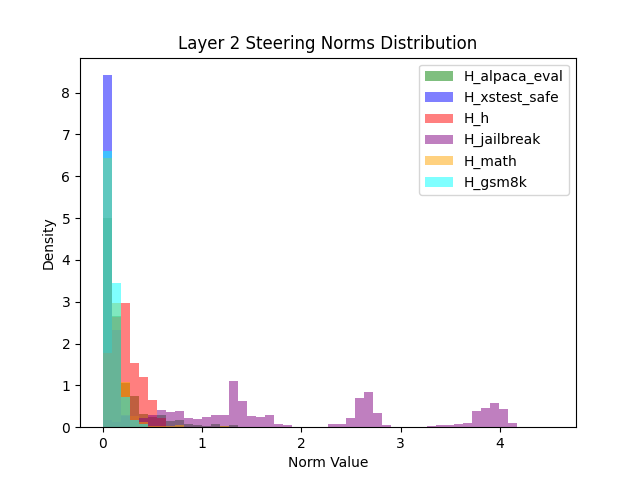 Layer 2 Steering Norms Distribution
H_alpaca_eval
H_xstest_safe
H_h
H_jailbreak
H_math
H_gsm8k
Density
8
7
6
5
4
3
2
1
0
0 1 2 3 4
Norm Value